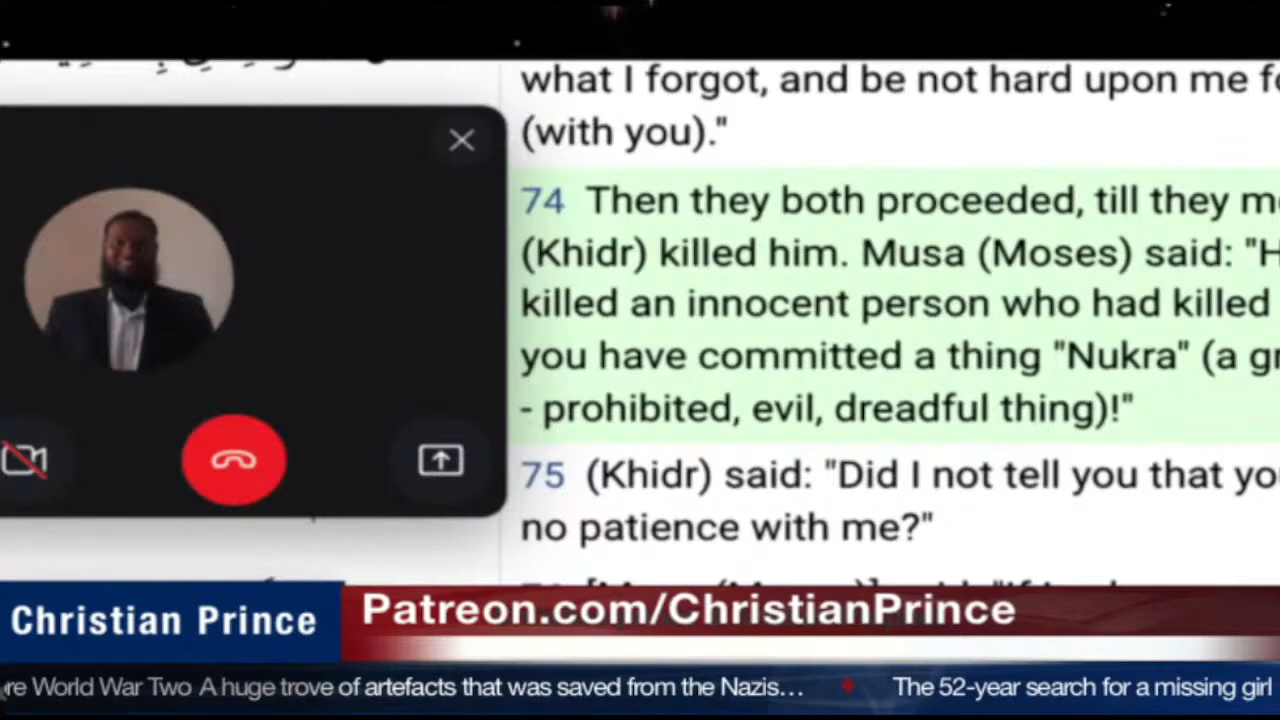 what I forgot, and be not hard upon me
(with you)."
74 Then they both proceeded, till they
(Khidr) killed him. Musa (Moses) said: "H
killed an innocent person who had killed
you have committed a thing "Nukra" (a
- prohibited, evil, dreadful thing)!"
75 (Khidr) said: "Did I not tell you that
no patience with me?"
Christian Prince
Patreon.com/ChristianPrince
re World War Two A huge trove of artefacts that was saved from the Nazis...
The 52-year search for a missing girl